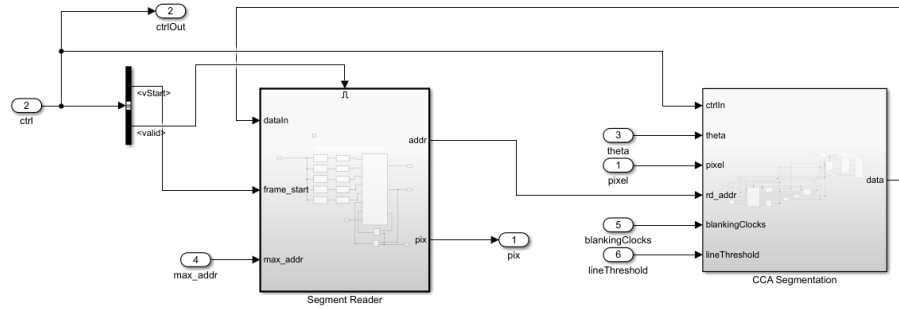 2
ctrlOut
<vStart>
2
ctrl
<valid>
dataIn
addr
frame_start
pix
max_addr
Segment Reader
4
max_addr
1
pix
3
theta
1
pixel
5
blankingClocks
6
lineThreshold
ctrlIn
theta
pixel
rd_addr
data
blankingClocks
lineThreshold
CCA Segmentation